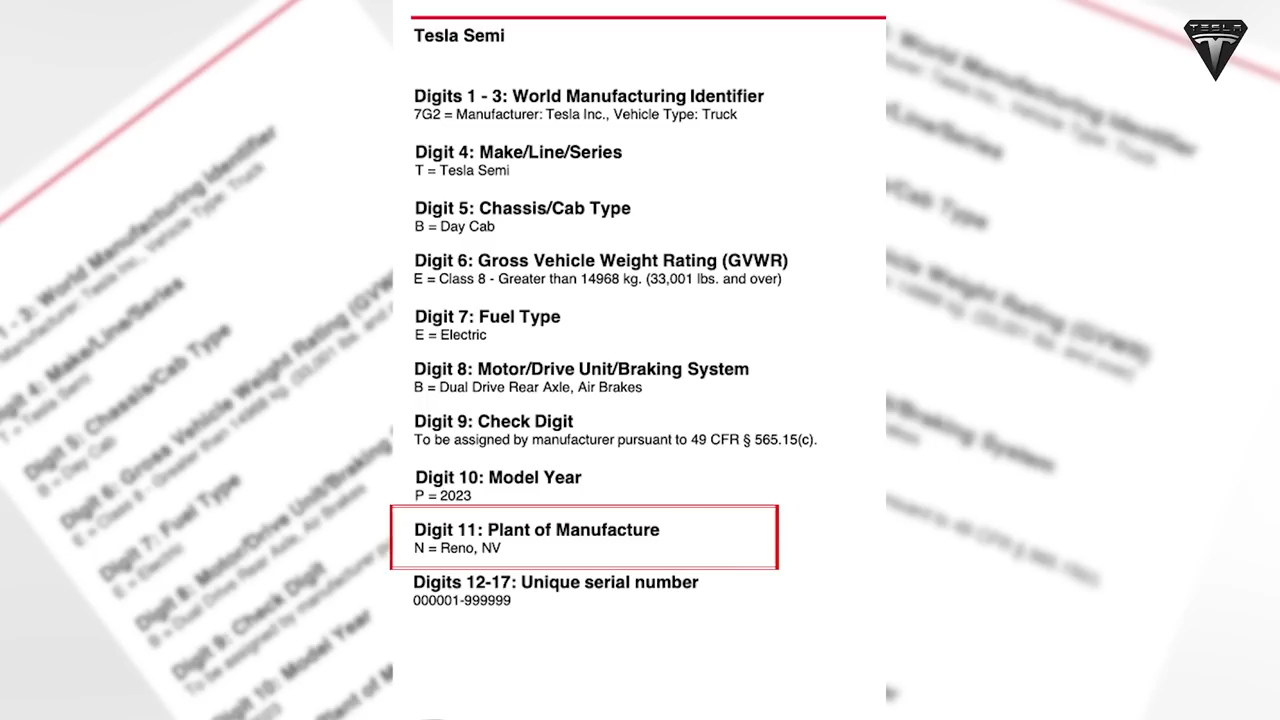 TESLA
Tesla Semi
Digits 1 - 3: World Manufacturing Identifier
7G2 = Manufacturer: Tesla Inc., Vehicle Type: Truck
Digit 4: Make/Line/Series
T = Tesla Semi
Digit 5: Chassis/Cab Type
B = Day Cab
Digit 6: Gross Vehicle Weight Rating (GVWR)
E = Class 8 - Greater than 14968 kg. (33,001 lbs. and over)
Digit 7: Fuel Type
E = Electric
Digit 8: Motor/Drive Unit/Braking System
B = Dual Drive Rear Axle, Air Brakes
Digit 9: Check Digit
To be assigned by manufacturer pursuant to 49 CFR § 565.15(c).
Digit 10: Model Year
P = 2023
Digit 11: Plant of Manufacture
N = Reno, NV
Digits 12-17: Unique serial number
000001-999999